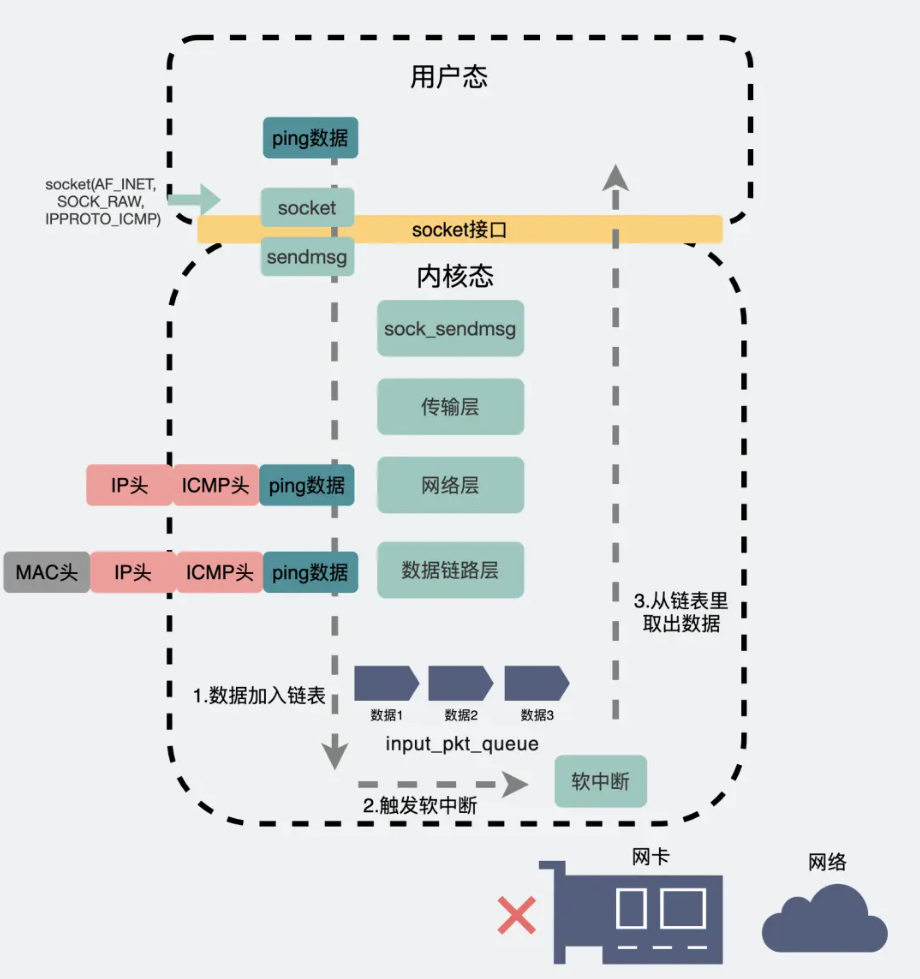 用户态
ping数据
socket(AF_INET,
SOCK_RAW,
IPPROTO_ICMP)
socket
socket接口
sendmsg
内核态
sock_sendmsg
传输层
IP头 ICMP头 ping数据 网络层
MAC头 IP头 ICMP头 ping数据 数据链路层
3.从链表里
取出数据
1.数据加入链表
数据1 数据2 数据3
input_pkt_queue
软中断
2.触发软中断
网卡
网络